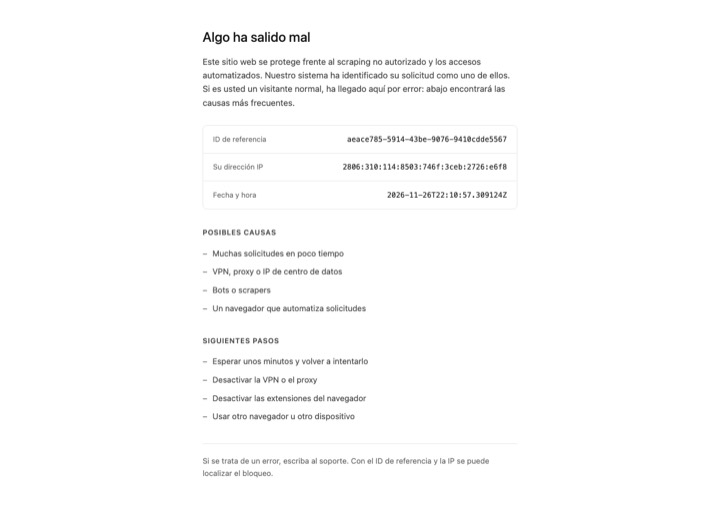 Algo ha salido mal
Este sitio web se protege frente al scraping no autorizado y los accesos
automatizados. Nuestro sistema ha identificado su solicitud como uno de ellos.
Si es usted un visitante normal, ha llegado aquí por error: abajo encontrará las
causas más frecuentes.
ID de referencia aeace785-5914-43be-9076-9410cdde5567
Su dirección IP 2806:310:114:8503:746f:3ceb:2726:e6f8
Fecha y hora 2026-11-26T22:10:57.309124Z
POSIBLES CAUSAS
– Muchas solicitudes en poco tiempo
– VPN, proxy o IP de centro de datos
– Bots o scrapers
– Un navegador que automatiza solicitudes
SIGUIENTES PASOS
– Esperar unos minutos y volver a intentarlo
– Desactivar la VPN o el proxy
– Desactivar las extensiones del navegador
– Usar otro navegador u otro dispositivo
Si se trata de un error, escriba al soporte. Con el ID de referencia y la IP se puede
localizar el bloqueo.